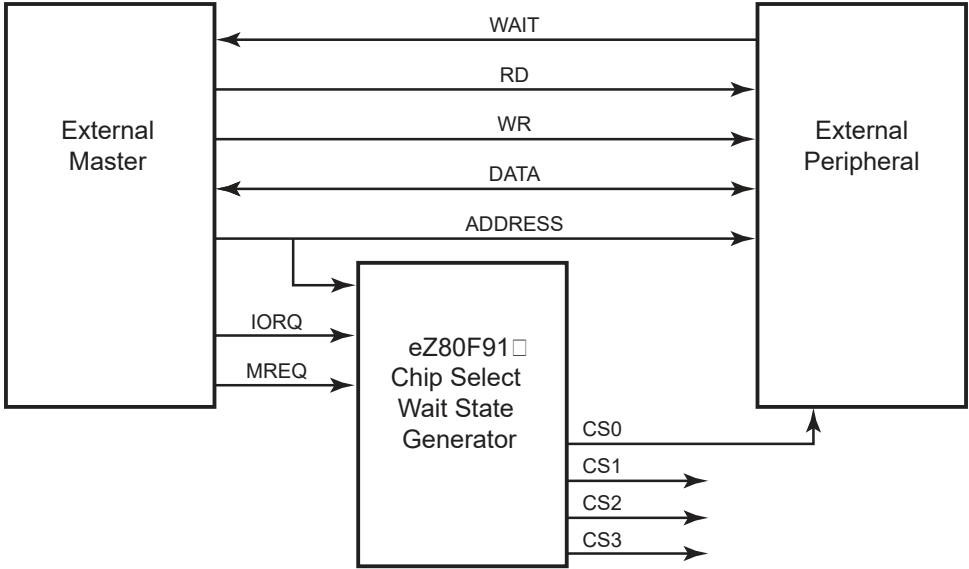 WAIT
RD
WR
DATA
ADDRESS
External
Master
External
Peripheral
IORQ
MREQ
eZ80F91□
Chip Select
Wait State
Generator
CS0
CS1
CS2
CS3